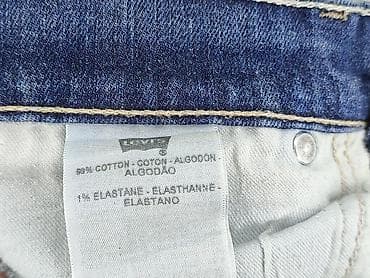 LEVI'S
®
99% COTTON - COTON - ALGODON -
ALGODÃO
1% ELASTANE - ELASTHANNE -
ELASTANO